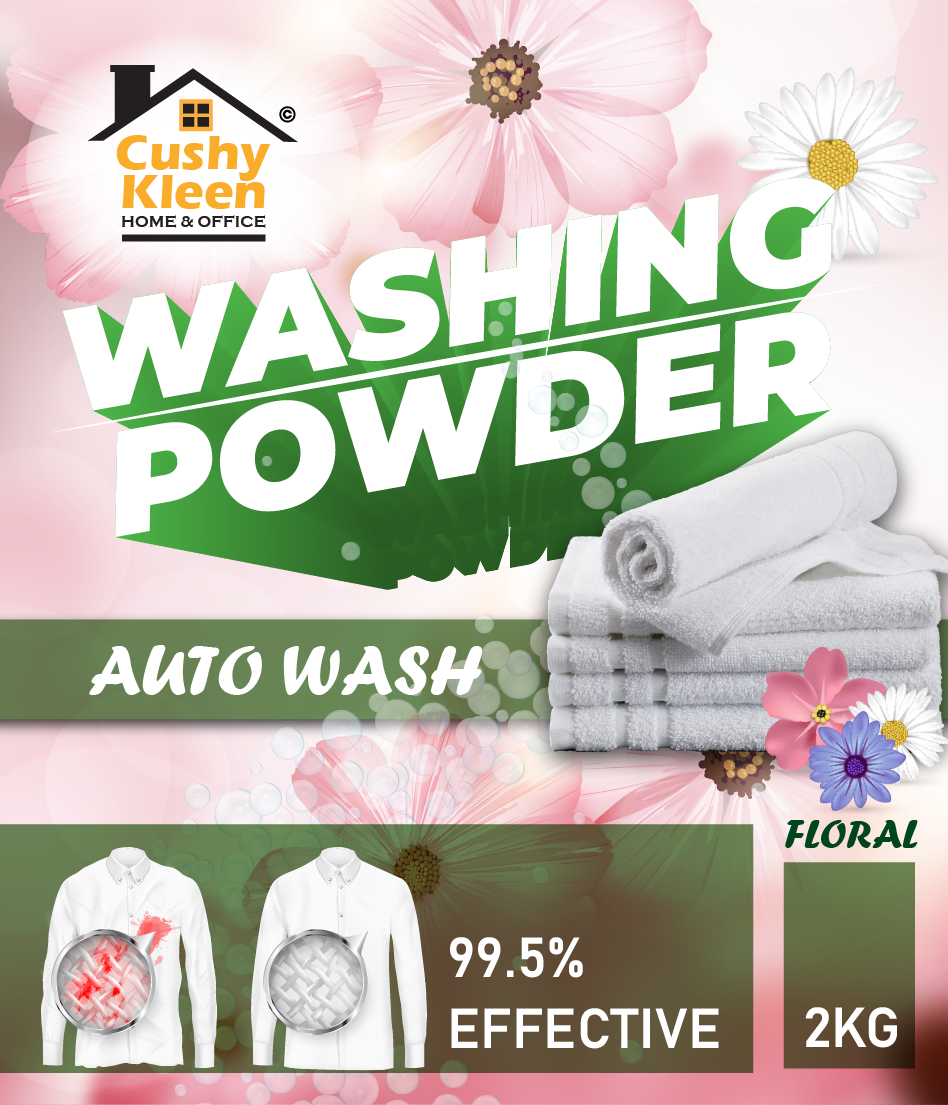 ©
Cushy
Kleen
HOME & OFFICE
WASHING
POWDER
AUTO WASH
FLORAL
99.5%
EFFECTIVE
2KG